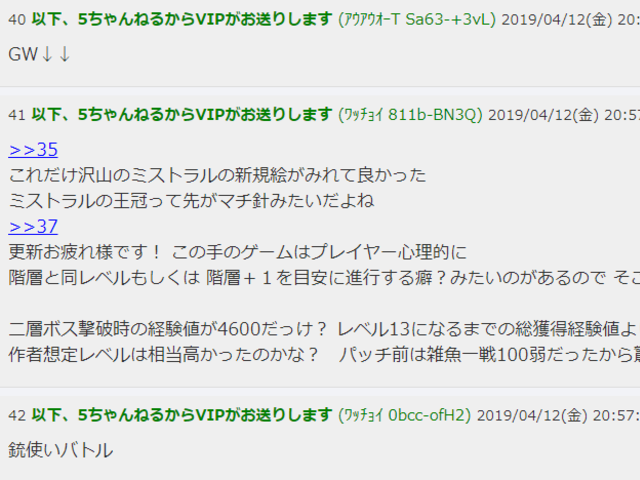 40 以下、5ちゃんねるからVIPがお送りします (ｱｳｱｳｵｰT Sa63-+3vL) 2019/04/12(金) 20:
GW↓↓
41 以下、5ちゃんねるからVIPがお送りします (ﾜｯﾁｮｲ 811b-BN3Q) 2019/04/12(金) 20:57
>>35
これだけ沢山のミストラルの新規絵がみれて良かった
ミストラルの王冠って先がマチ針みたいだよね
>>37
更新お疲れ様です！ この手のゲームはプレイヤー心理的に
階層と同レベルもしくは 階層＋１を目安に進行する癖？みたいのがあるので そこ
二層ボス撃破時の経験値が4600だっけ？ レベル13になるまでの総獲得経験値よ
作者想定レベルは相当高かったのかな？　パッチ前は雑魚一戦100弱だったから
42 以下、5ちゃんねるからVIPがお送りします (ﾜｯﾁｮｲ 0bcc-ofH2) 2019/04/12(金) 20:57:
銃使いバトル